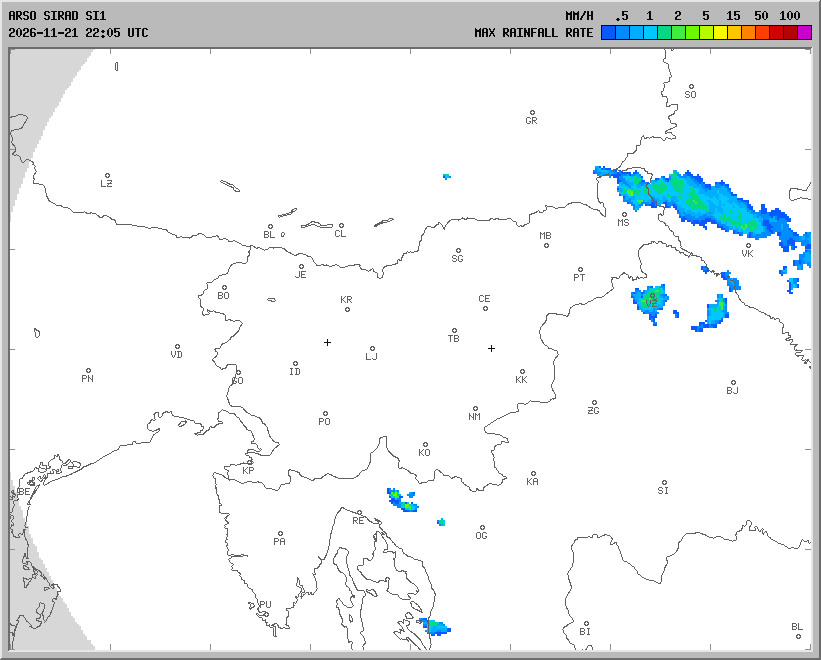 ARSO SIRAD SI1
MM/H .5 1 2 5 15 50 100
2026-11-21 22:05 UTC
MAX RAINFALL RATE
SO
GR
LZ
MS
BL
CL
MB
VK
SG
JE
PT
BO
KR
CE
VZ
TB
VD
LJ
PN
GO
ID
KK
BJ
ZG
NM
PO
KO
KP
KA
SI
BE
RE
OG
PA
PU
BI
BL